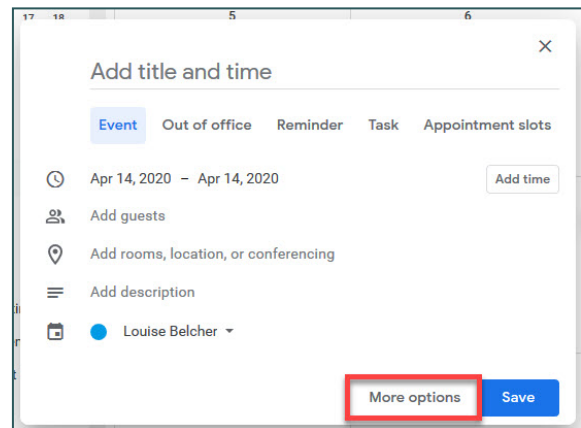 17 18 5 6
Add title and time
Event Out of office Reminder Task Appointment slots
Apr 14, 2020 – Apr 14, 2020 Add time
Add guests
Add rooms, location, or conferencing
Add description
Louise Belcher
More options Save